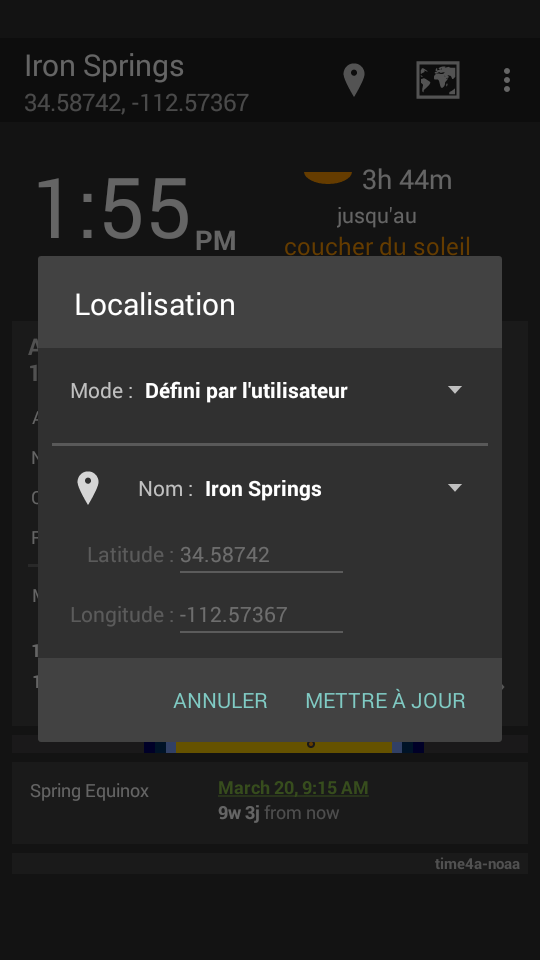 Iron Springs
34.58742, -112.57367
1:55 PM
3h 44m
jusqu'au
coucher du soleil
Localisation
Mode : Défini par l'utilisateur
Nom : Iron Springs
Latitude : 34.58742
Longitude : -112.57367
ANNULER METTRE À JOUR
Spring Equinox
March 20, 9:15 AM
9w 3j from now
time4a-noaa